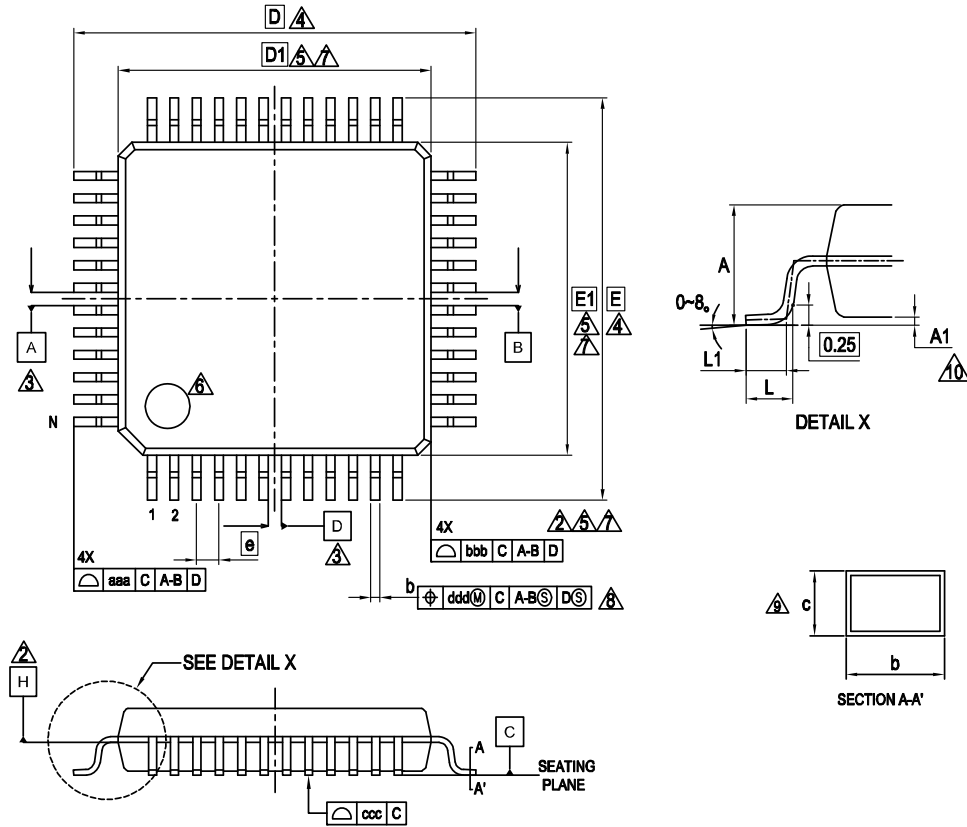 D 4
D1 5 7
A
3
B
E1 E
5 4
7
6
N
1 2
e
D
3
4X
aaa C A-B D
2 5 7
4X
bbb C A-B D
b
ddd Ⓜ C A-B Ⓢ D Ⓢ 8
A
0~8°
L1
L
0.25
A1
10
DETAIL X
9 c
b
SECTION A-A'
2
H
SEE DETAIL X
A
A'
C
SEATING
PLANE
ccc C